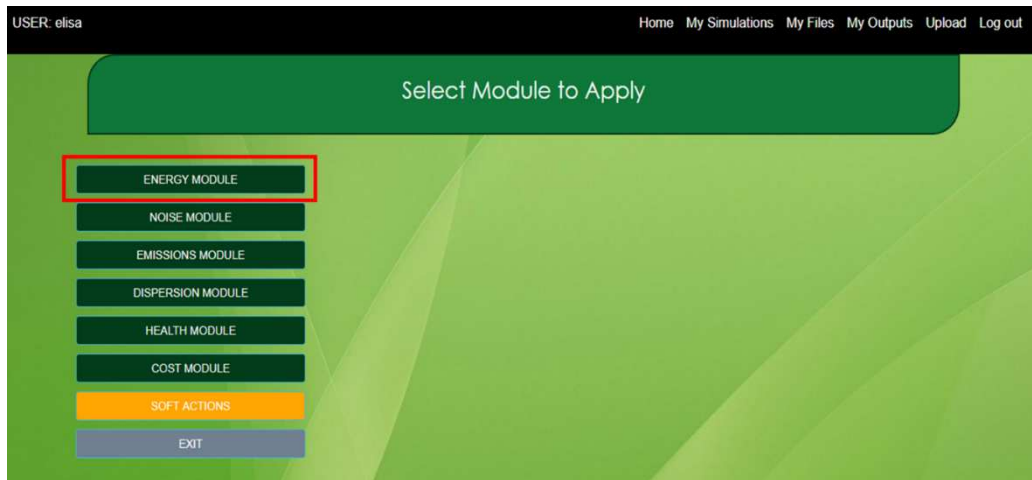 USER: elisa Home My Simulations My Files My Outputs Upload Log out
Select Module to Apply
ENERGY MODULE
NOISE MODULE
EMISSIONS MODULE
DISPERSION MODULE
HEALTH MODULE
COST MODULE
SOFT ACTIONS
EXIT